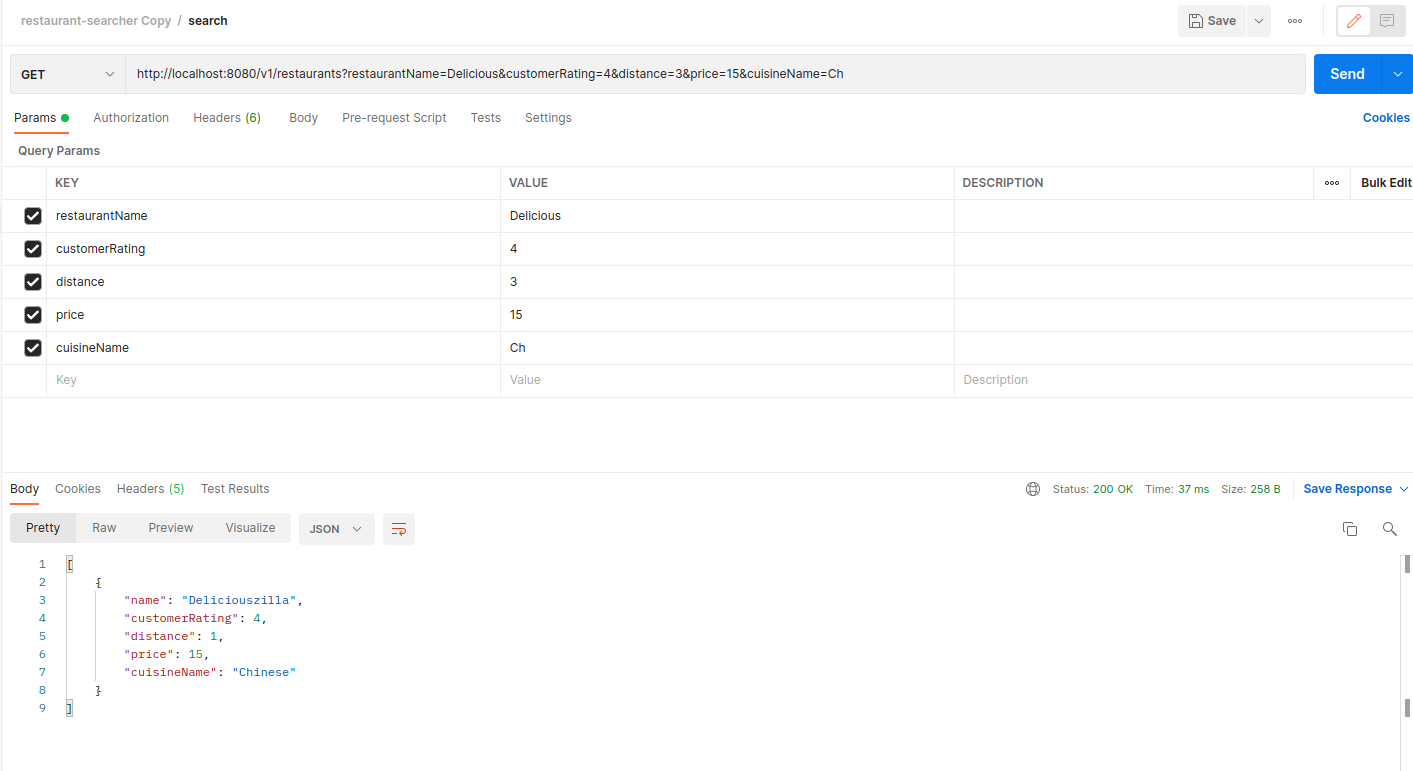 restaurant-searcher Copy / search
Save
GET
http://localhost:8080/v1/restaurants?restaurantName=Delicious&customerRating=4&distance=3&price=15&cuisineName=Ch
Send
Params Authorization Headers (6) Body Pre-request Script Tests Settings Cookies
Query Params
KEY VALUE DESCRIPTION Bulk Edit
restaurantName Delicious
customerRating 4
distance 3
price 15
cuisineName Ch
Key Value Description
Body Cookies Headers (5) Test Results Status: 200 OK Time: 37 ms Size: 258 B Save Response
Pretty Raw Preview Visualize JSON
1 [
2 {
3 "name": "Deliciouszilla",
4 "customerRating": 4,
5 "distance": 1,
6 "price": 15,
7 "cuisineName": "Chinese"
8 }
9 ]